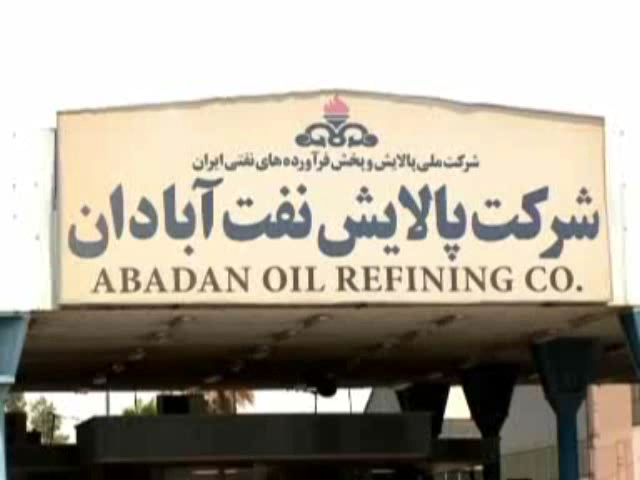 شرکت ملی پالایش و پخش فرآورده‌های نفتی ایران
شرکت پالایش نفت آبادان
ABADAN OIL REFINING CO.